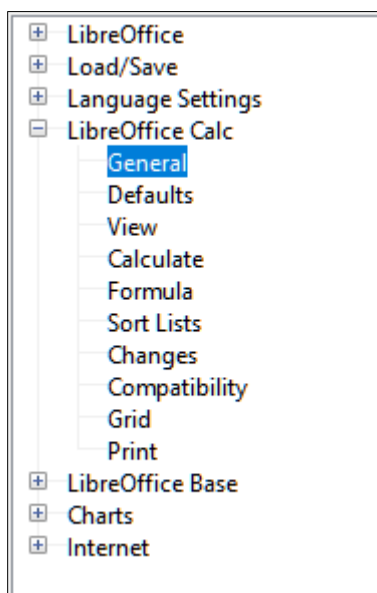 LibreOffice
Load/Save
Language Settings
LibreOffice Calc
General
Defaults
View
Calculate
Formula
Sort Lists
Changes
Compatibility
Grid
Print
LibreOffice Base
Charts
Internet